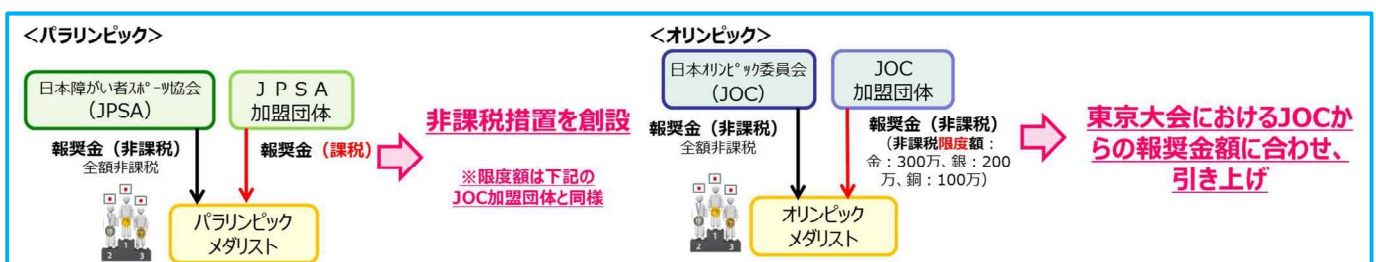 <パラリンピック>
日本障がい者スポーツ協会
(JPSA)
JPSA
加盟団体
報奨金（非課税）
全額非課税
報奨金（課税）
パラリンピック
メダリスト
1
2 3
非課税措置を創設
※限度額は下記の
JOC加盟団体と同様
<オリンピック>
日本オリンピック委員会
(JOC)
JOC
加盟団体
報奨金（非課税）
全額非課税
報奨金（非課税）
（非課税限度額：
金：300万、銀：200
万、銅：100万）
オリンピック
メダリスト
1
2 3
東京大会におけるJOCか
らの報奨金額に合わせ、
引き上げ